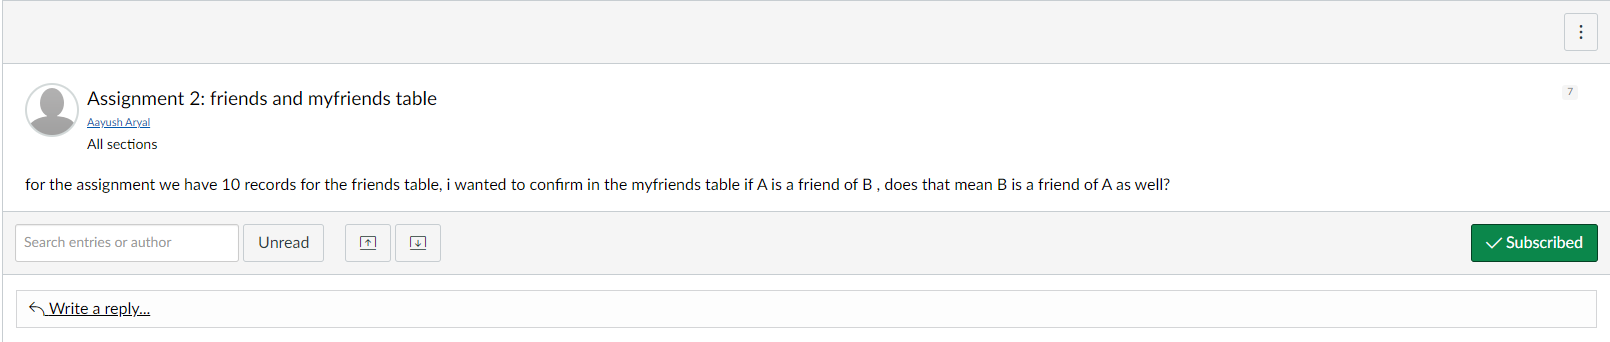 Assignment 2: friends and myfriends table
7
Aayush Aryal
All sections
for the assignment we have 10 records for the friends table, i wanted to confirm in the myfriends table if A is a friend of B , does that mean B is a friend of A as well?
Search entries or author
Unread
Subscribed
Write a reply...